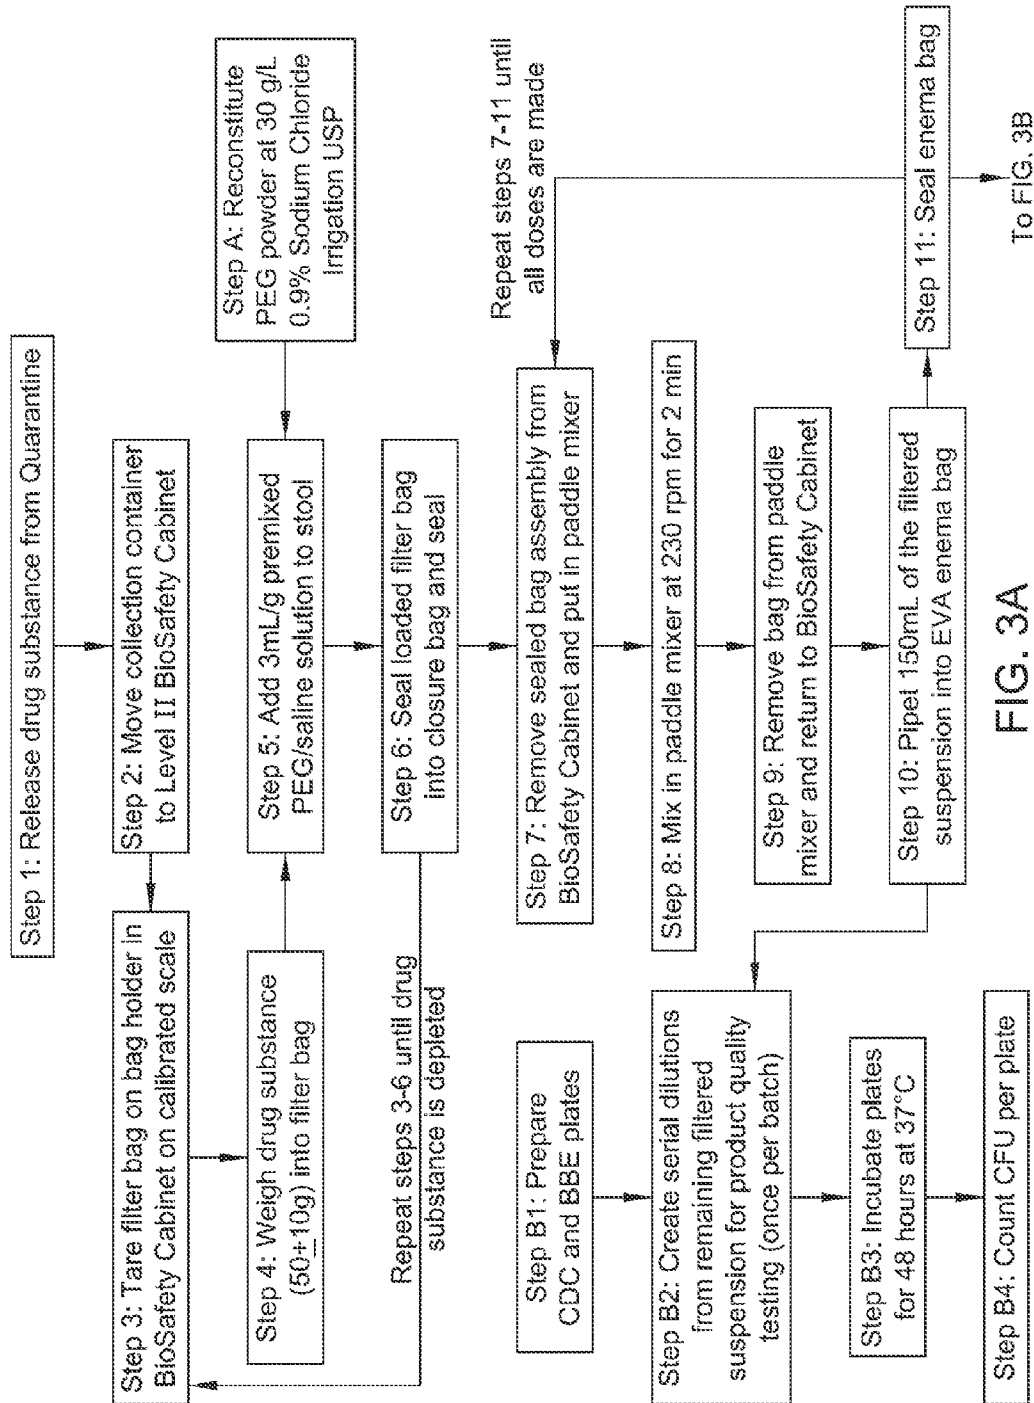 Step 1: Release drug substance from Quarantine
Step 2: Move collection container
to Level II BioSafety Cabinet
Step 3: Tare filter bag on bag holder in
BioSafety Cabinet on calibrated scale
Step 4: Weigh drug substance
(50±10g) into filter bag
Step A: Reconstitute
PEG powder at 30 g/L
0.9% Sodium Chloride
Irrigation USP
Step 5: Add 3mL/g premixed
PEG/saline solution to stool
Step 6: Seal loaded filter bag
into closure bag and seal
Repeat steps 3-6 until drug
substance is depleted
Step 7: Remove sealed bag assembly from
BioSafety Cabinet and put in paddle mixer
Repeat steps 7-11 until
all doses are made
Step 8: Mix in paddle mixer at 230 rpm for 2 min
Step 9: Remove bag from paddle
mixer and return to BioSafety Cabinet
Step 10: Pipet 150mL of the filtered
suspension into EVA enema bag
Step 11: Seal enema bag
To FIG. 3B
Step B1: Prepare
CDC and BBE plates
Step B2: Create serial dilutions
from remaining filtered
suspension for product quality
testing (once per batch)
Step B3: Incubate plates
for 48 hours at 37°C
Step B4: Count CFU per plate
FIG. 3A